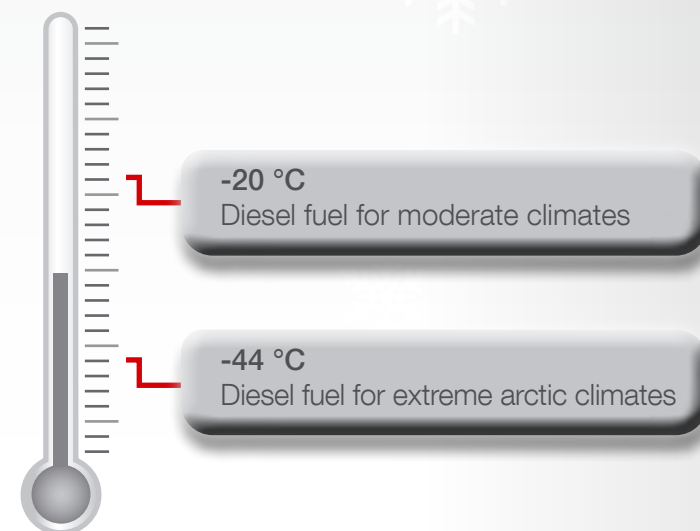 -20 °C
Diesel fuel for moderate climates
-44 °C
Diesel fuel for extreme arctic climates